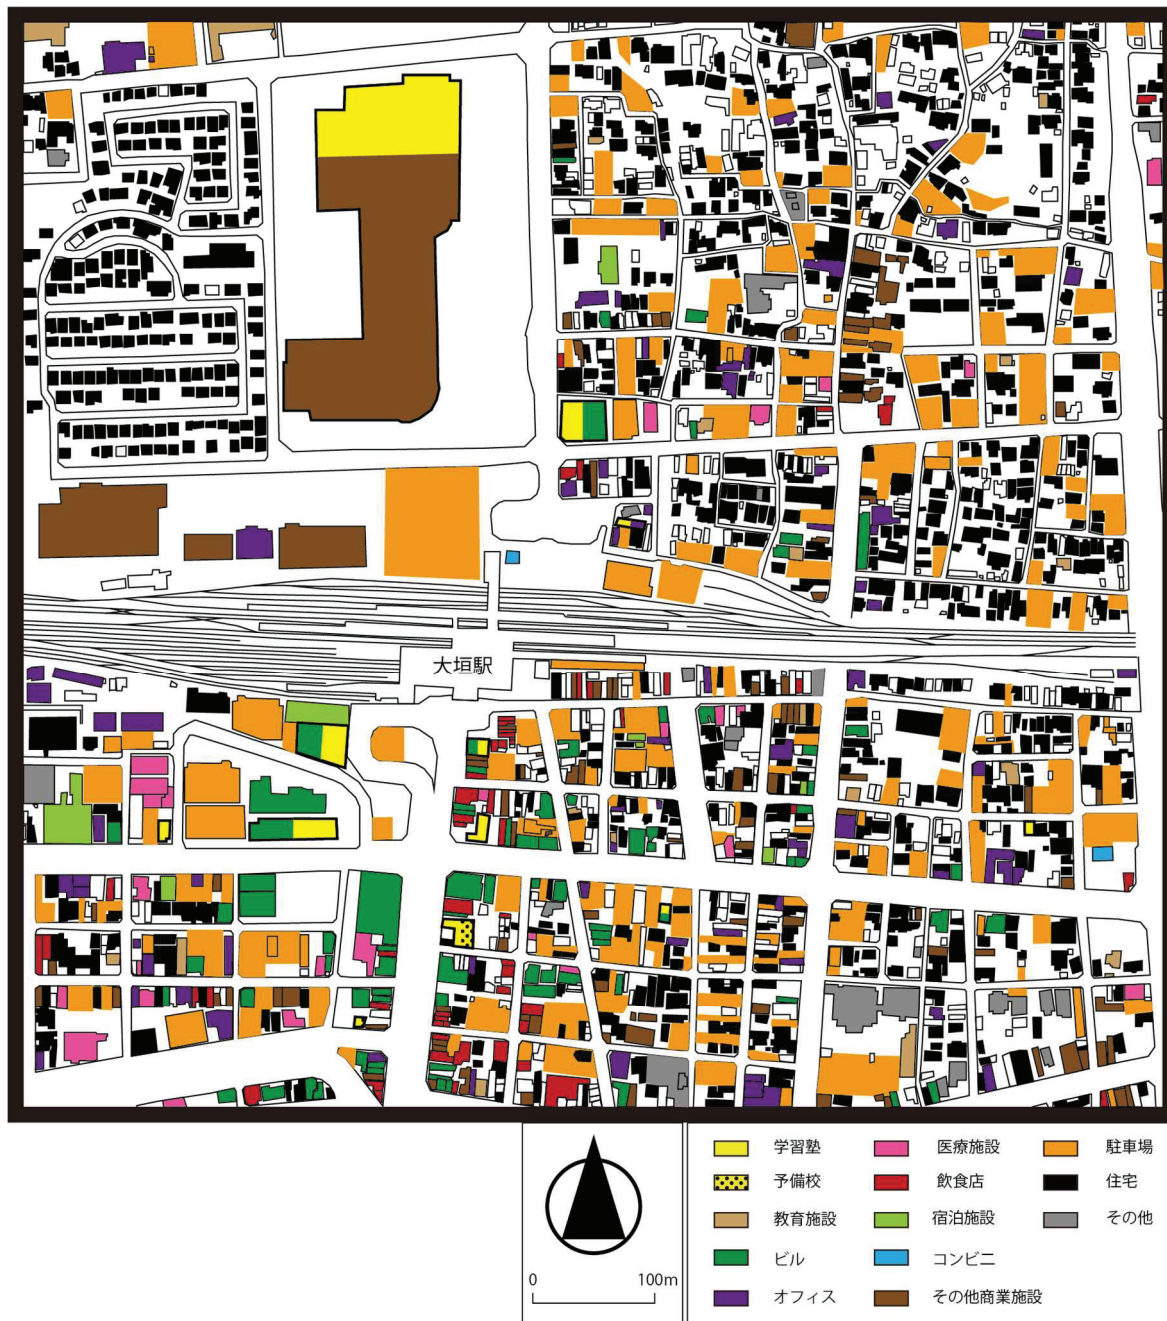 大垣駅
0 100m
学習塾 医療施設 駐車場
予備校 飲食店 住宅
教育施設 宿泊施設 その他
ビル コンビニ
オフィス その他商業施設